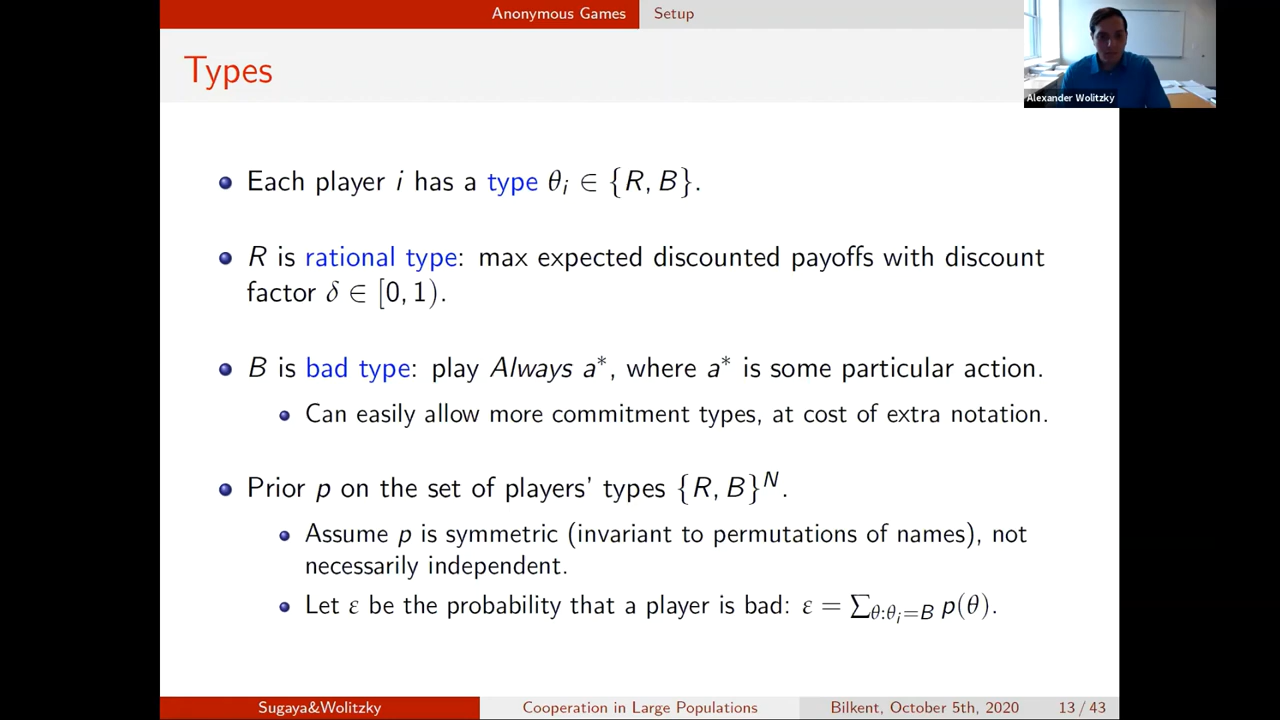 Anonymous Games Setup
Types
Alexander Wolitzky
Each player i has a type θᵢ ∈ {R, B}.
R is rational type: max expected discounted payoffs with discount
factor δ ∈ [0, 1).
B is bad type: play Always a*, where a* is some particular action.
Can easily allow more commitment types, at cost of extra notation.
Prior p on the set of players' types {R, B}ᴺ.
Assume p is symmetric (invariant to permutations of names), not
necessarily independent.
Let ε be the probability that a player is bad: ε = ∑θ:θᵢ=B p(θ).
Sugaya&Wolitzky Cooperation in Large Populations Bilkent, October 5th, 2020 13 / 43